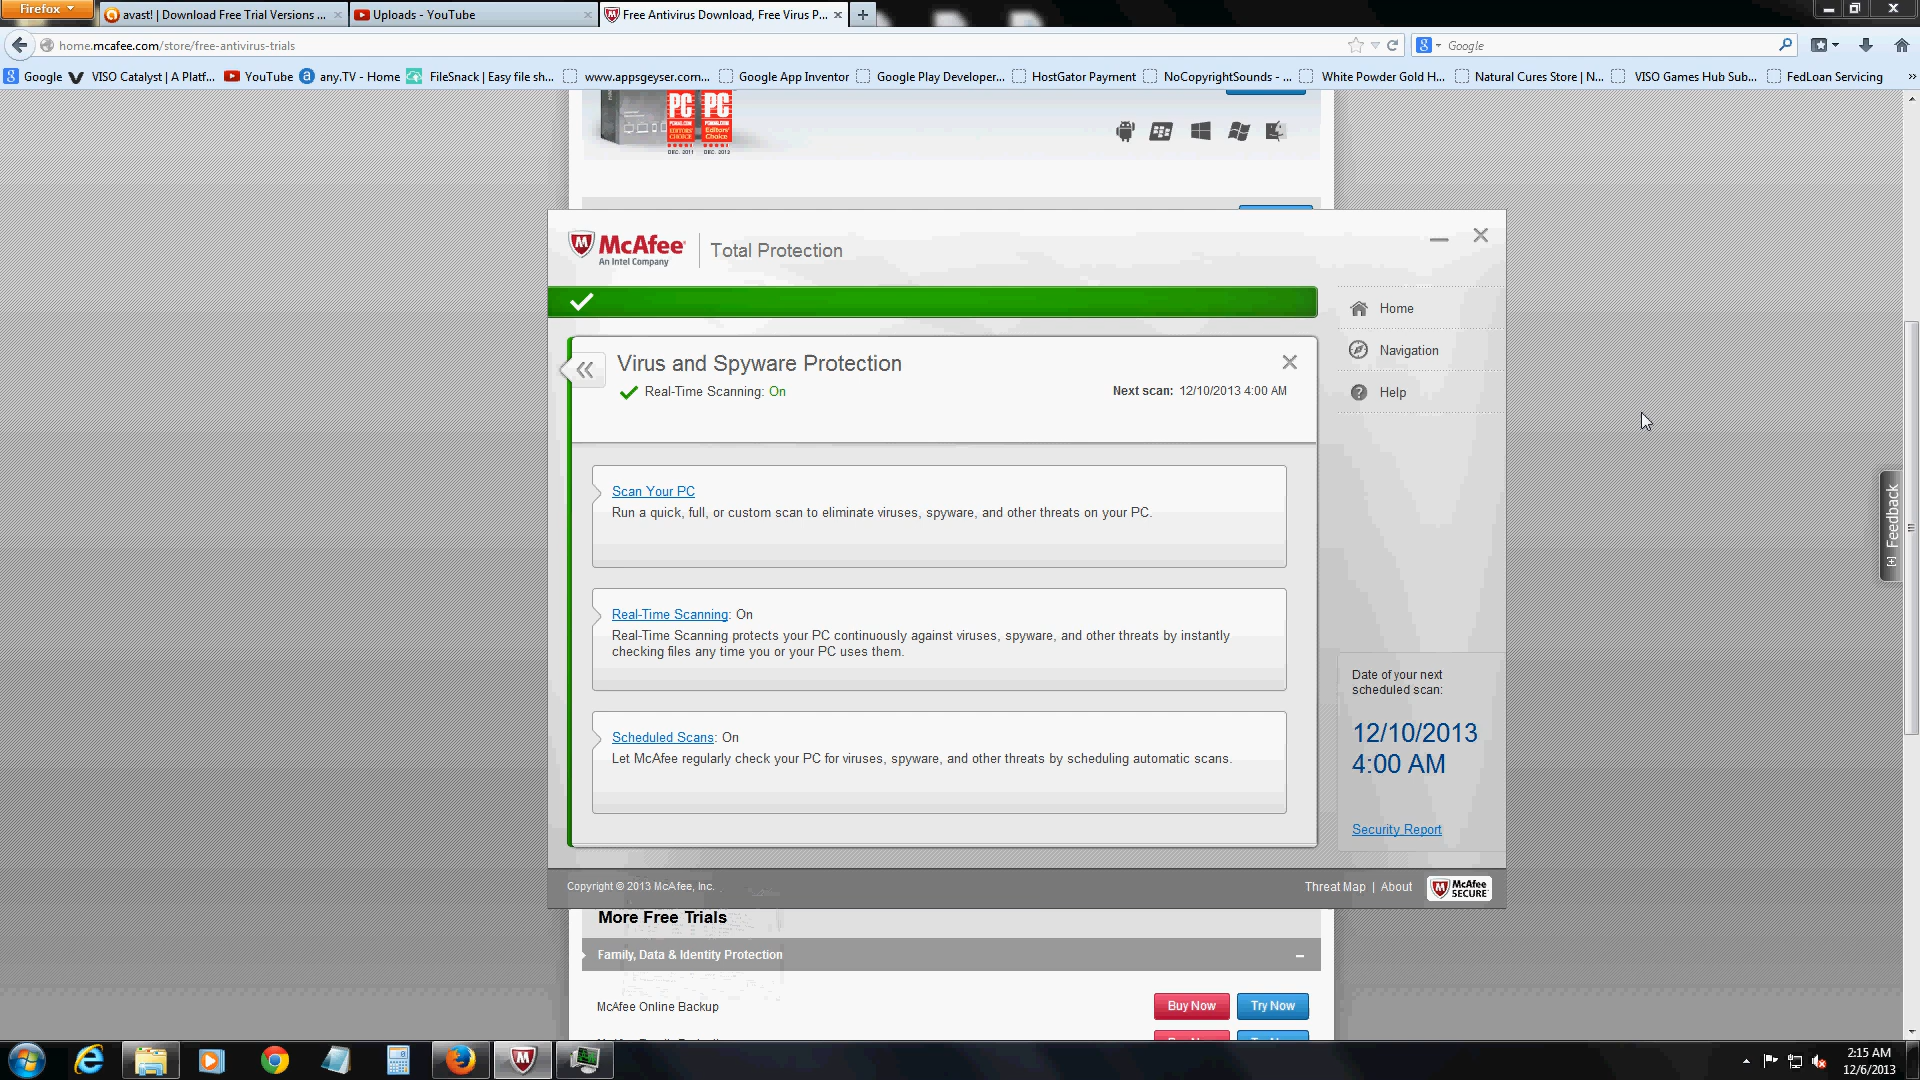 Firefox
avast! | Download Free Trial Versions ...
Uploads - YouTube
Free Antivirus Download, Free Virus P...
home.mcafee.com/store/free-antivirus-trials
Google
Google
VISO Catalyst | A Platf...
YouTube
any.TV - Home
FileSnack | Easy file sh...
www.appsgeyser.com...
Google App Inventor
Google Play Developer...
HostGator Payment
NoCopyrightSounds - ...
White Powder Gold H...
Natural Cures Store | N...
VISO Games Hub Sub...
FedLoan Servicing
PC PC
EDITORS' CHOICE
Editors' Choice
DEC. 2011 DEC. 2012
McAfee
An Intel Company
Total Protection
Home
Navigation
Help
Virus and Spyware Protection
Real-Time Scanning: On
Next scan: 12/10/2013 4:00 AM
Scan Your PC
Run a quick, full, or custom scan to eliminate viruses, spyware, and other threats on your PC.
Real-Time Scanning: On
Real-Time Scanning protects your PC continuously against viruses, spyware, and other threats by instantly
checking files any time you or your PC uses them.
Scheduled Scans: On
Let McAfee regularly check your PC for viruses, spyware, and other threats by scheduling automatic scans.
Date of your next
scheduled scan:
12/10/2013
4:00 AM
Security Report
[+] Feedback
Copyright © 2013 McAfee, Inc.
Threat Map | About
McAfee
SECURE
More Free Trials
Family, Data & Identity Protection
McAfee Online Backup
Buy Now
Try Now
2:15 AM
12/6/2013